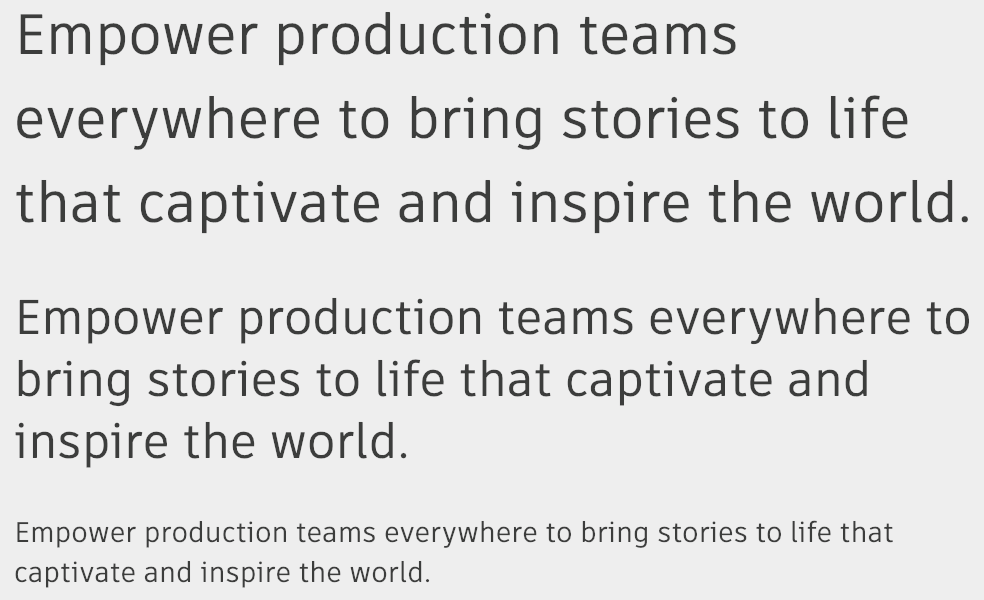 Empower production teams
everywhere to bring stories to life
that captivate and inspire the world.
Empower production teams everywhere to
bring stories to life that captivate and
inspire the world.
Empower production teams everywhere to bring stories to life that
captivate and inspire the world.